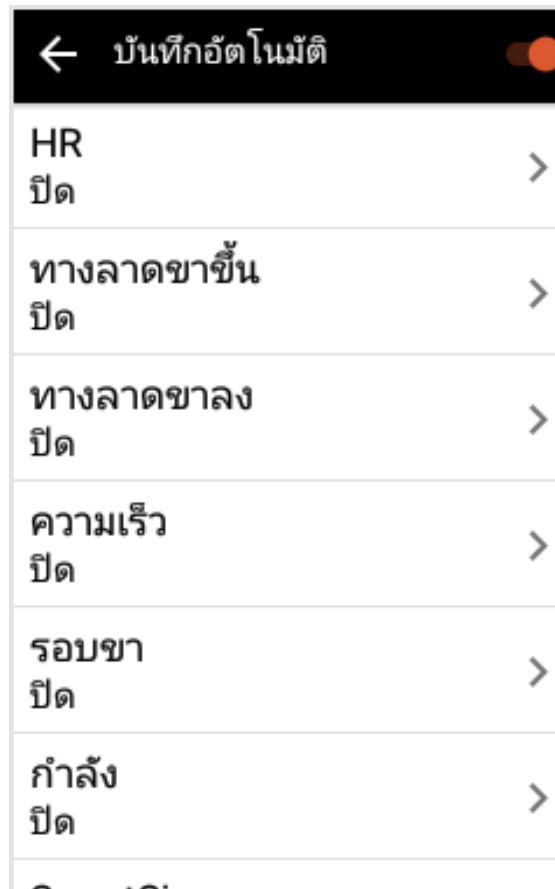 บันทึกอัตโนมัติ
HR
ปิด
ทางลาดขาขึ้น
ปิด
ทางลาดขาลง
ปิด
ความเร็ว
ปิด
รอบขา
ปิด
กำลัง
ปิด